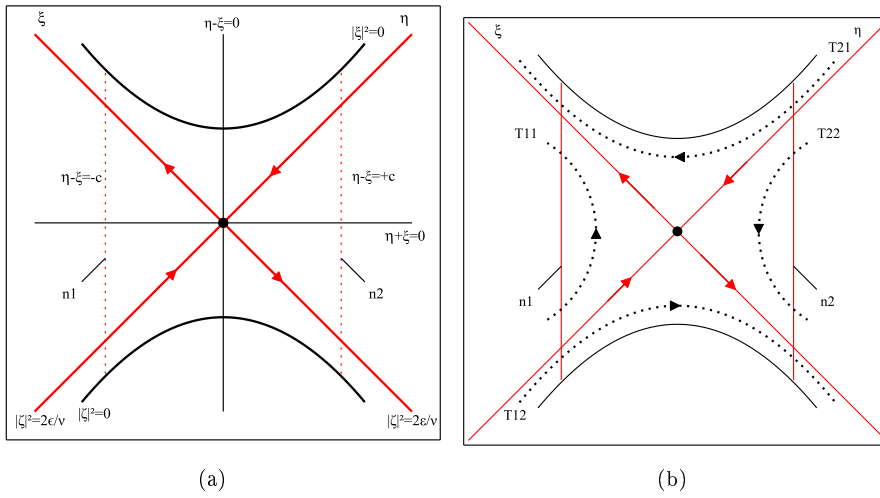 ξ
η-ξ=0
η
|ξ|²=0
η-ξ=-c
η-ξ=+c
η+ξ=0
n1
n2
|ζ|²=2ϵ/ν
|ζ|²=0
|ζ|²=2ε/ν
(a)
ξ
η
T21
T11
T22
n1
n2
T12
(b)